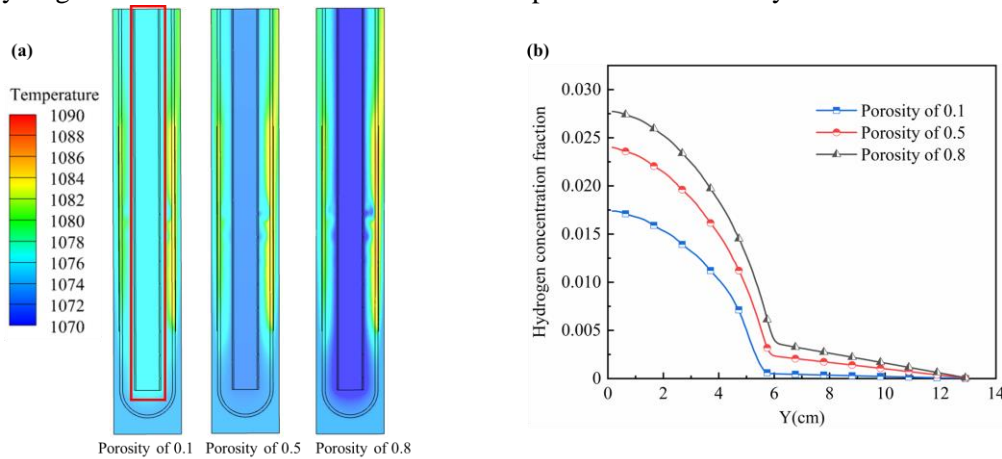 (a)
Temperature
1090
1088
1086
1084
1082
1080
1078
1076
1074
1072
1070
Porosity of 0.1 Porosity of 0.5 Porosity of 0.8
(b)
Hydrogen concentration fraction
0.030
0.025
0.020
0.015
0.010
0.005
0
Porosity of 0.1
Porosity of 0.5
Porosity of 0.8
0 2 4 6 8 10 12 14
Y(cm)